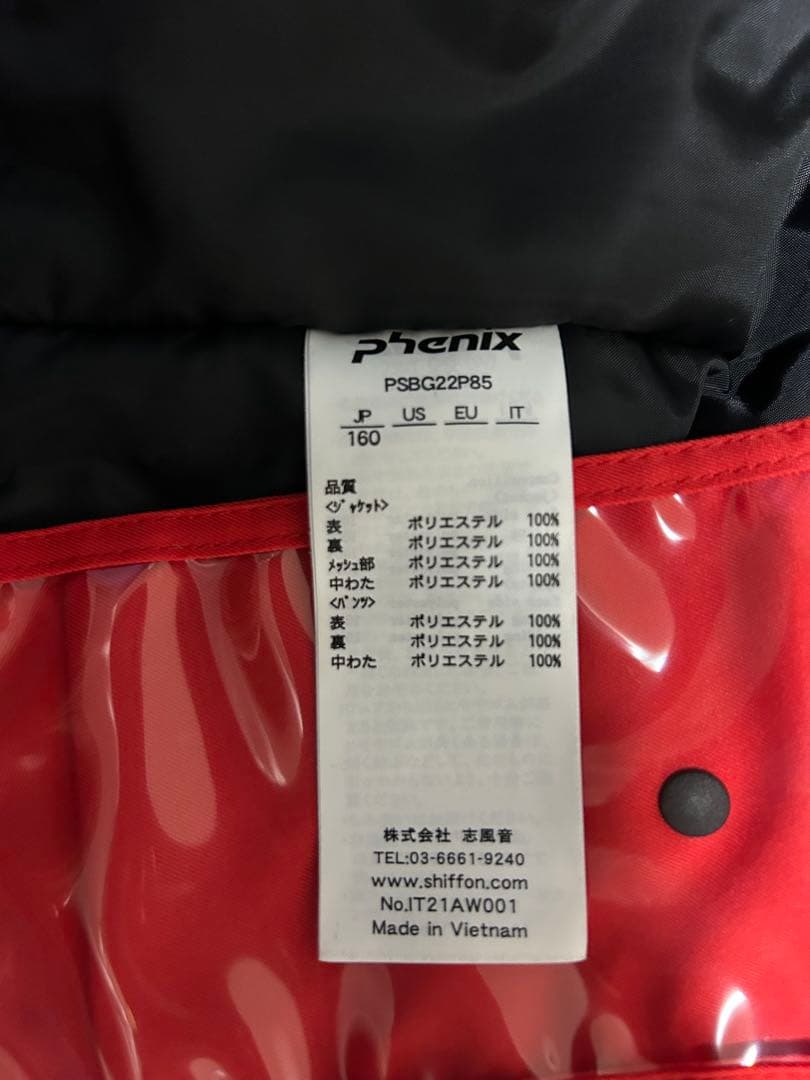 phenix
PSBG22P85
JP US EU IT
160
品質
<ｼﾞｬｹｯﾄ>
表 ポリエステル 100%
裏 ポリエステル 100%
ﾒｯｼｭ部 ポリエステル 100%
中わた ポリエステル 100%
<ﾊﾟﾝﾂ>
表 ポリエステル 100%
裏 ポリエステル 100%
中わた ポリエステル 100%
株式会社 志風音
TEL:03-6661-9240
www.shiffon.com
No.IT21AW001
Made in Vietnam